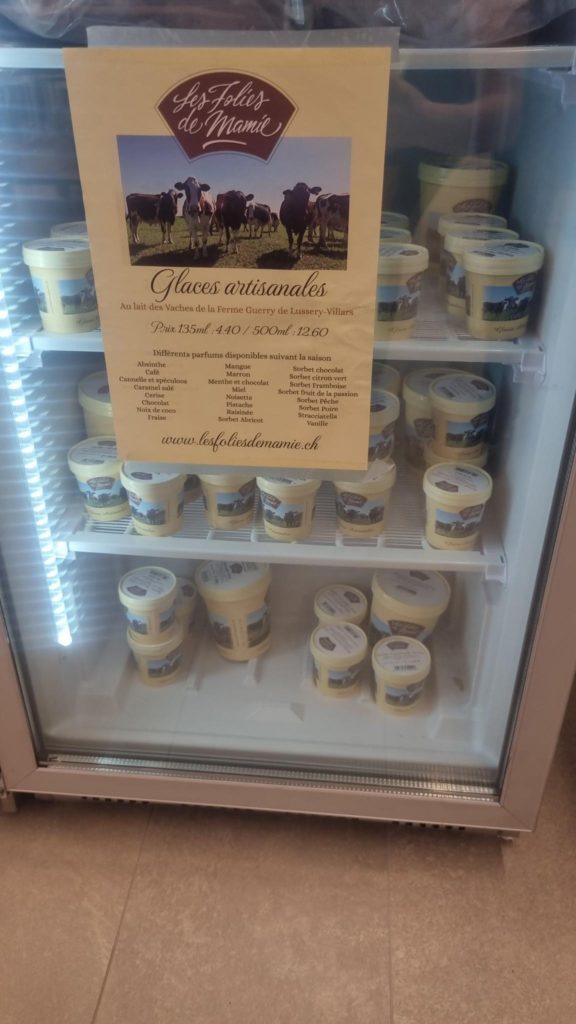 Les Folies
de Mamie
Glaces artisanales
Au lait des Vaches de la Ferme Guerry de Lussery-Villars
Prix 135ml : 4.40 / 500ml : 12.60
Différents parfums disponibles suivant la saison
Absinthe
Café
Cannelle et spéculoos
Caramel salé
Cerise
Chocolat
Noix de coco
Fraise
Mangue
Marron
Menthe et chocolat
Miel
Noisette
Pistache
Raisinée
Sorbet Abricot
Sorbet chocolat
Sorbet citron vert
Sorbet Framboise
Sorbet fruit de la passion
Sorbet Pêche
Sorbet Poire
Stracciatella
Vanille
www.lesfoliesdemamie.ch